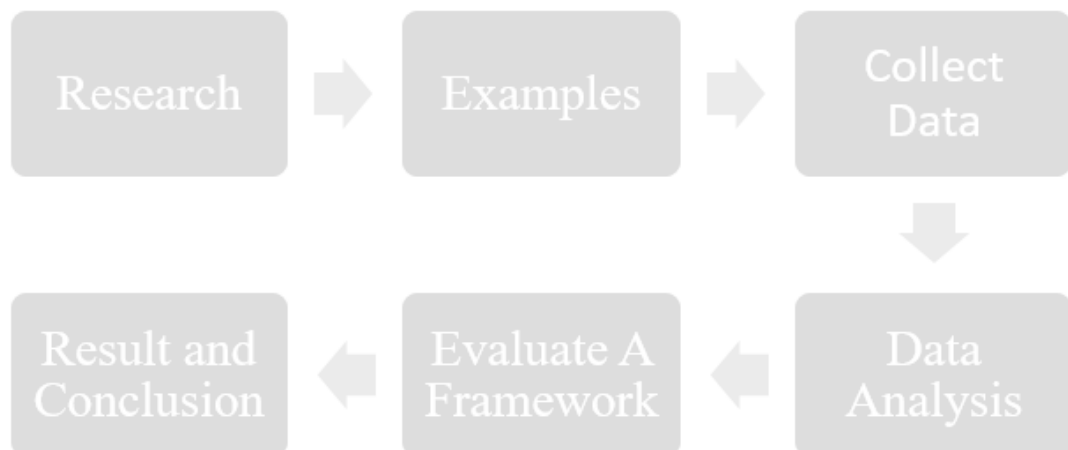 Research
Examples
Collect
Data
Data
Analysis
Evaluate A
Framework
Result and
Conclusion